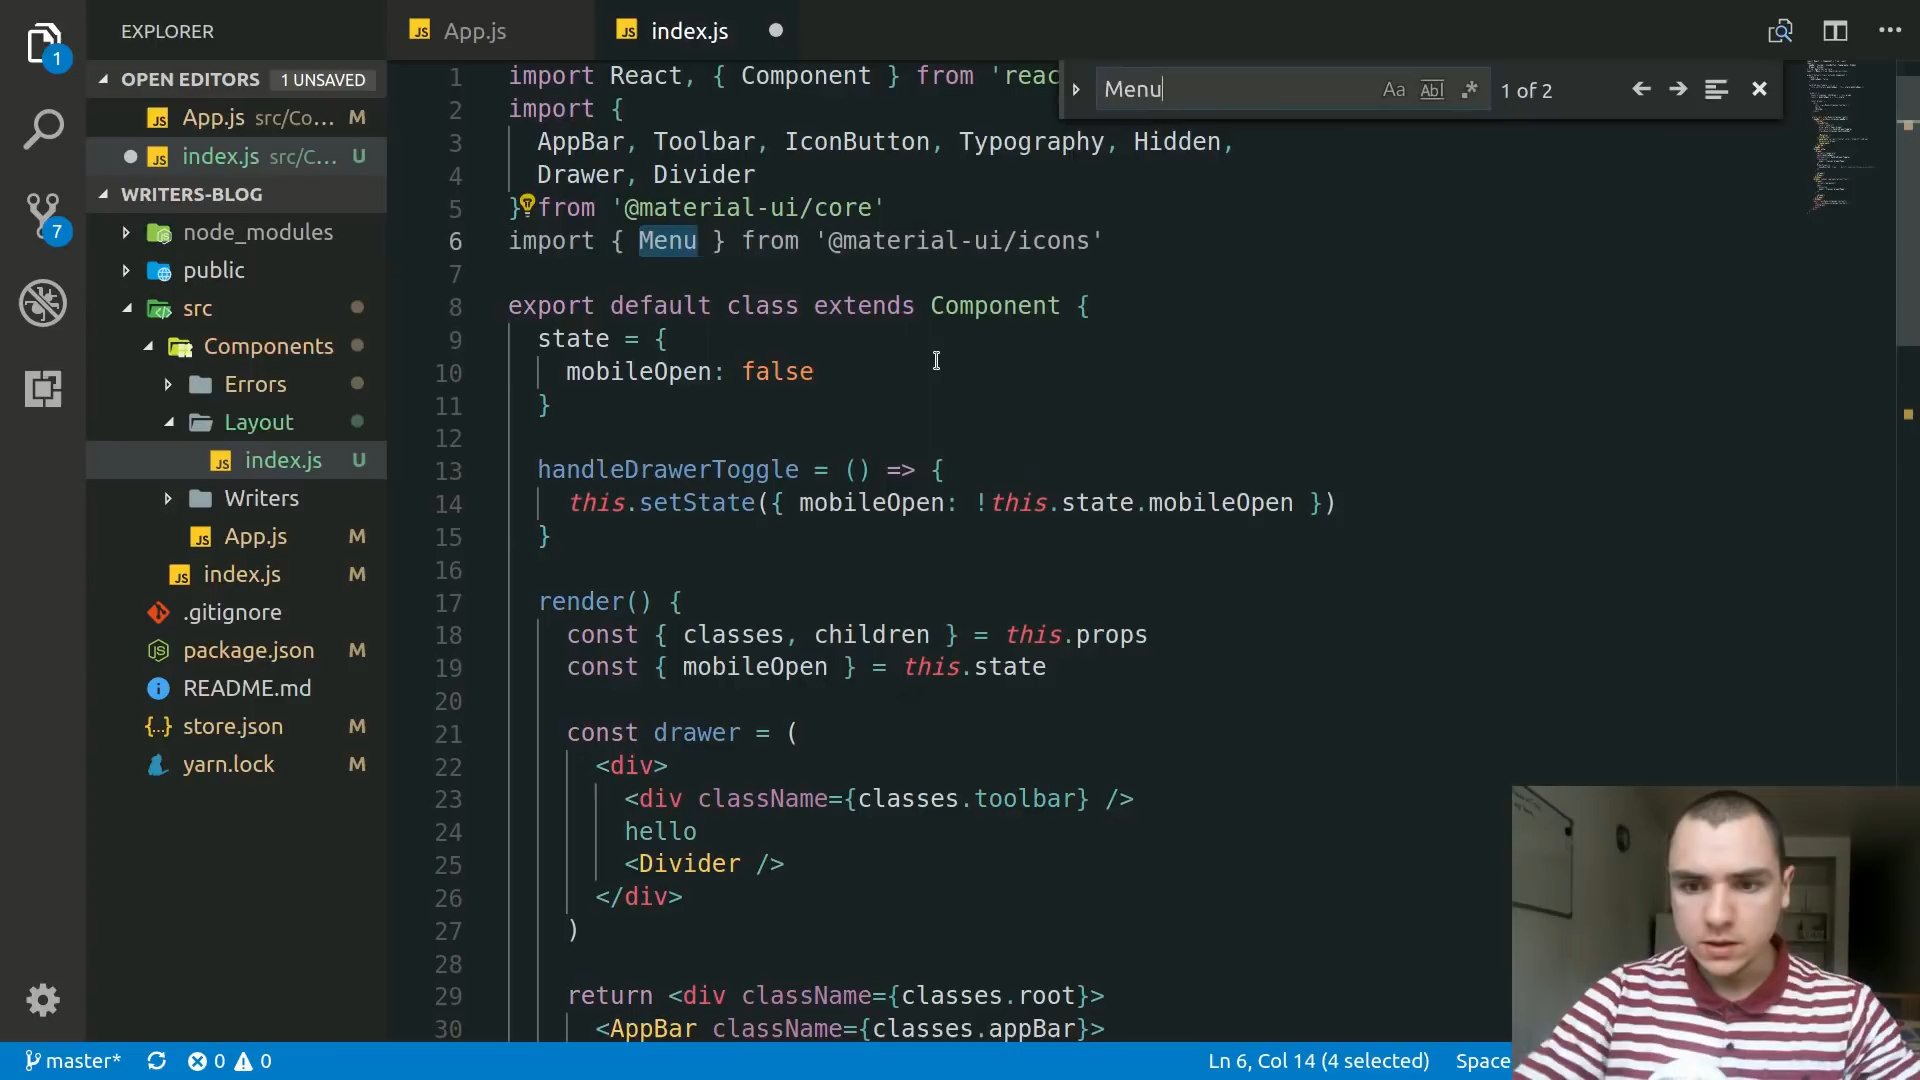 EXPLORER
OPEN EDITORS 1 UNSAVED
App.js src/Co... M
index.js src/C... U
WRITERS-BLOG
node_modules
public
src
Components
Errors
Layout
index.js U
Writers
App.js M
index.js M
.gitignore
package.json M
README.md
store.json M
yarn.lock M
1
7
App.js
index.js
Menu
Aa Abl .* 1 of 2
1 import React, { Component } from 'reac
2 import {
3 AppBar, Toolbar, IconButton, Typography, Hidden,
4 Drawer, Divider
5 } from '@material-ui/core'
6 import { Menu } from '@material-ui/icons'
7
8 export default class extends Component {
9 state = {
10 mobileOpen: false
11 }
12
13 handleDrawerToggle = () => {
14 this.setState({ mobileOpen: !this.state.mobileOpen })
15 }
16
17 render() {
18 const { classes, children } = this.props
19 const { mobileOpen } = this.state
20
21 const drawer = (
22 <div>
23 <div className={classes.toolbar} />
24 hello
25 <Divider />
26 </div>
27 )
28
29 return <div className={classes.root}>
30 <AppBar className={classes.appBar}>
master* 0 0
Ln 6, Col 14 (4 selected) Space